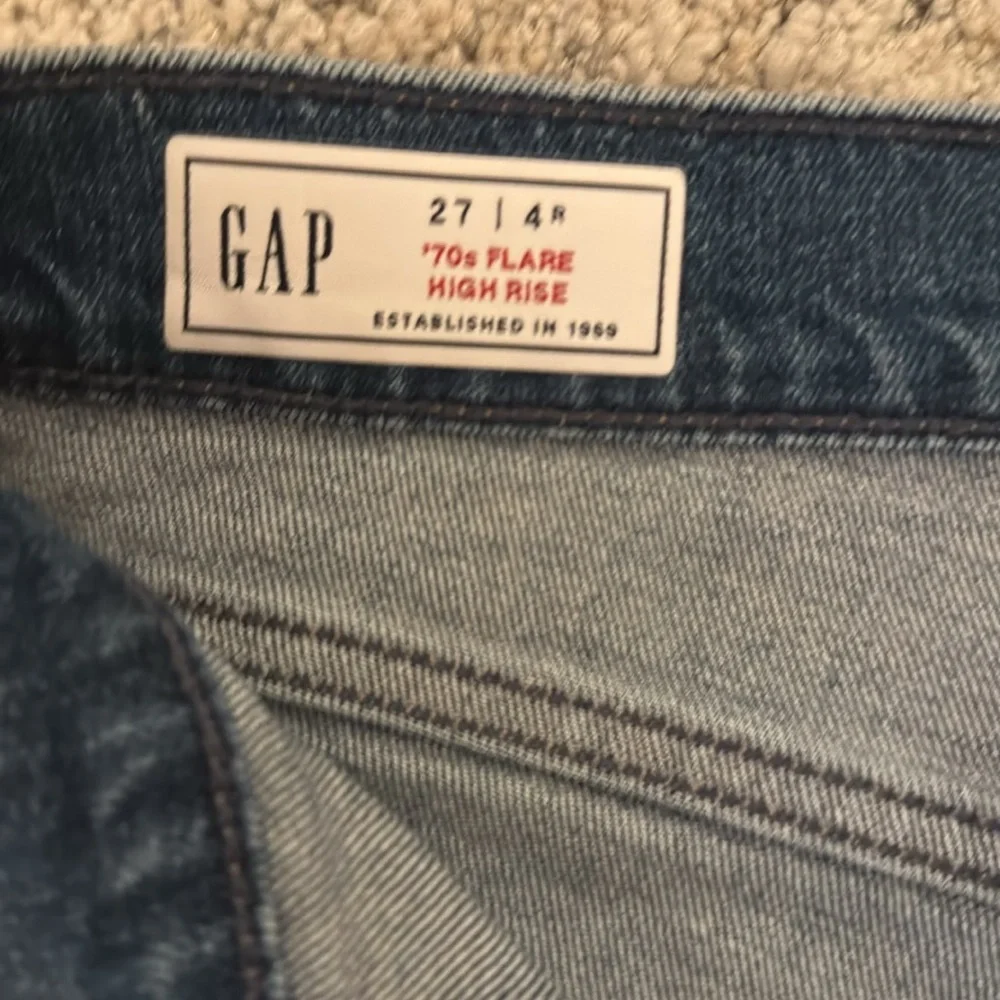 GAP
27 | 4R
'70s FLARE
HIGH RISE
ESTABLISHED IN 1969